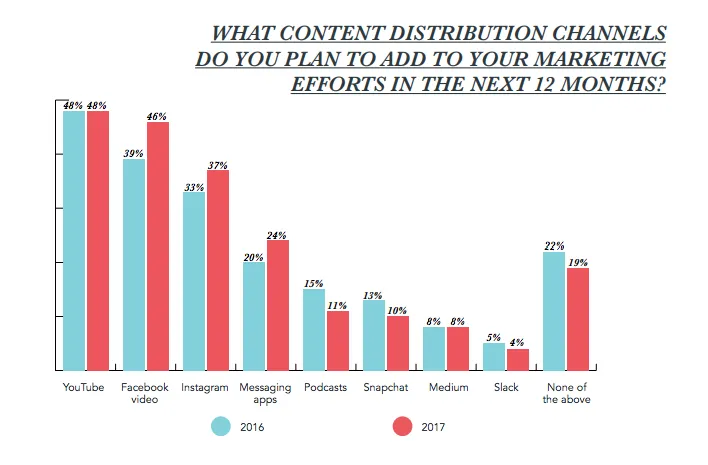 WHAT CONTENT DISTRIBUTION CHANNELS
DO YOU PLAN TO ADD TO YOUR MARKETING
EFFORTS IN THE NEXT 12 MONTHS?
48% 48%
39% 46%
33% 37%
20% 24%
15% 11%
13% 10%
8% 8%
5% 4%
22% 19%
YouTube
Facebook
video
Instagram
Messaging
apps
Podcasts
Snapchat
Medium
Slack
None of
the above
2016
2017